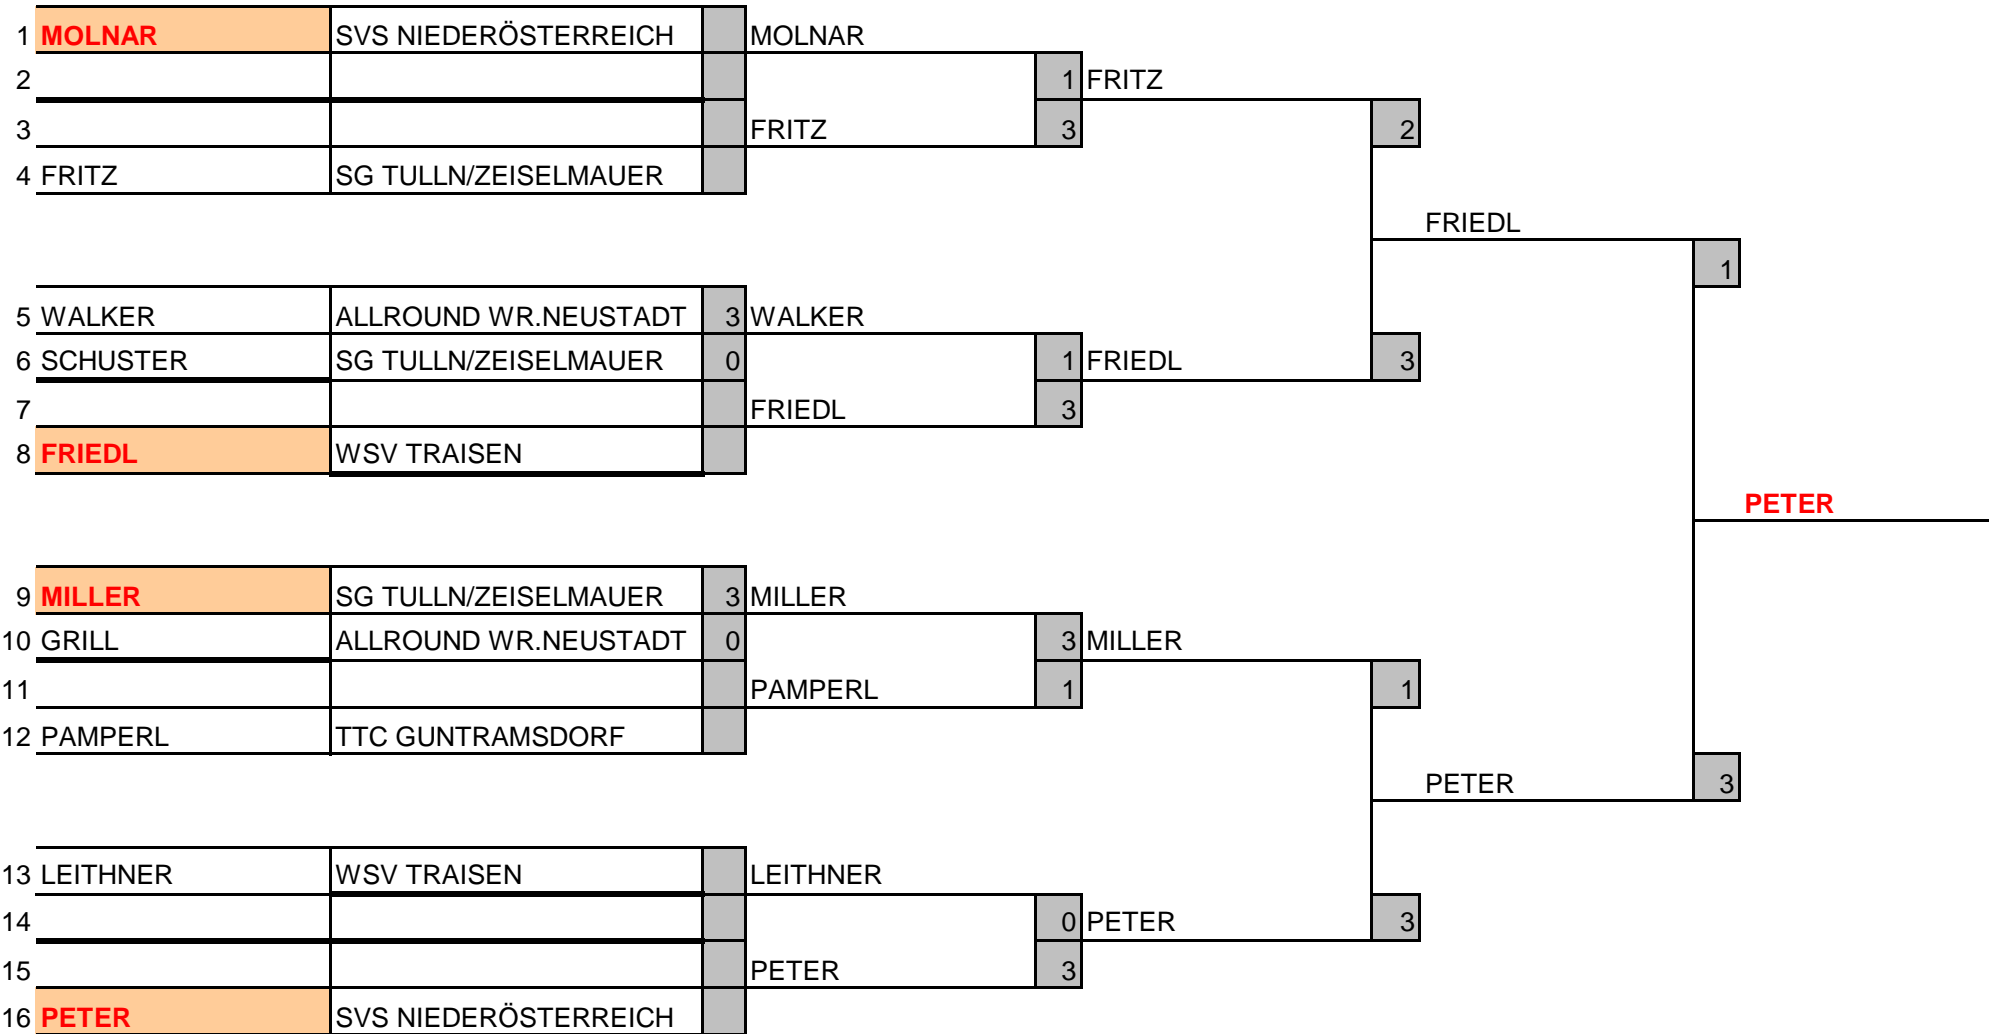 1 MOLNAR SVS NIEDERÖSTERREICH MOLNAR
2 1 FRITZ
3 FRITZ 3 2
4 FRITZ SG TULLN/ZEISELMAUER
FRIEDL
1
5 WALKER ALLROUND WR.NEUSTADT 3 WALKER
6 SCHUSTER SG TULLN/ZEISELMAUER 0 1 FRIEDL 3
7 FRIEDL 3
8 FRIEDL WSV TRAISEN
PETER
9 MILLER SG TULLN/ZEISELMAUER 3 MILLER
10 GRILL ALLROUND WR.NEUSTADT 0 3 MILLER
11 PAMPERL 1 1
12 PAMPERL TTC GUNTRAMSDORF
PETER 3
13 LEITHNER WSV TRAISEN LEITHNER
14 0 PETER 3
15 PETER 3
16 PETER SVS NIEDERÖSTERREICH